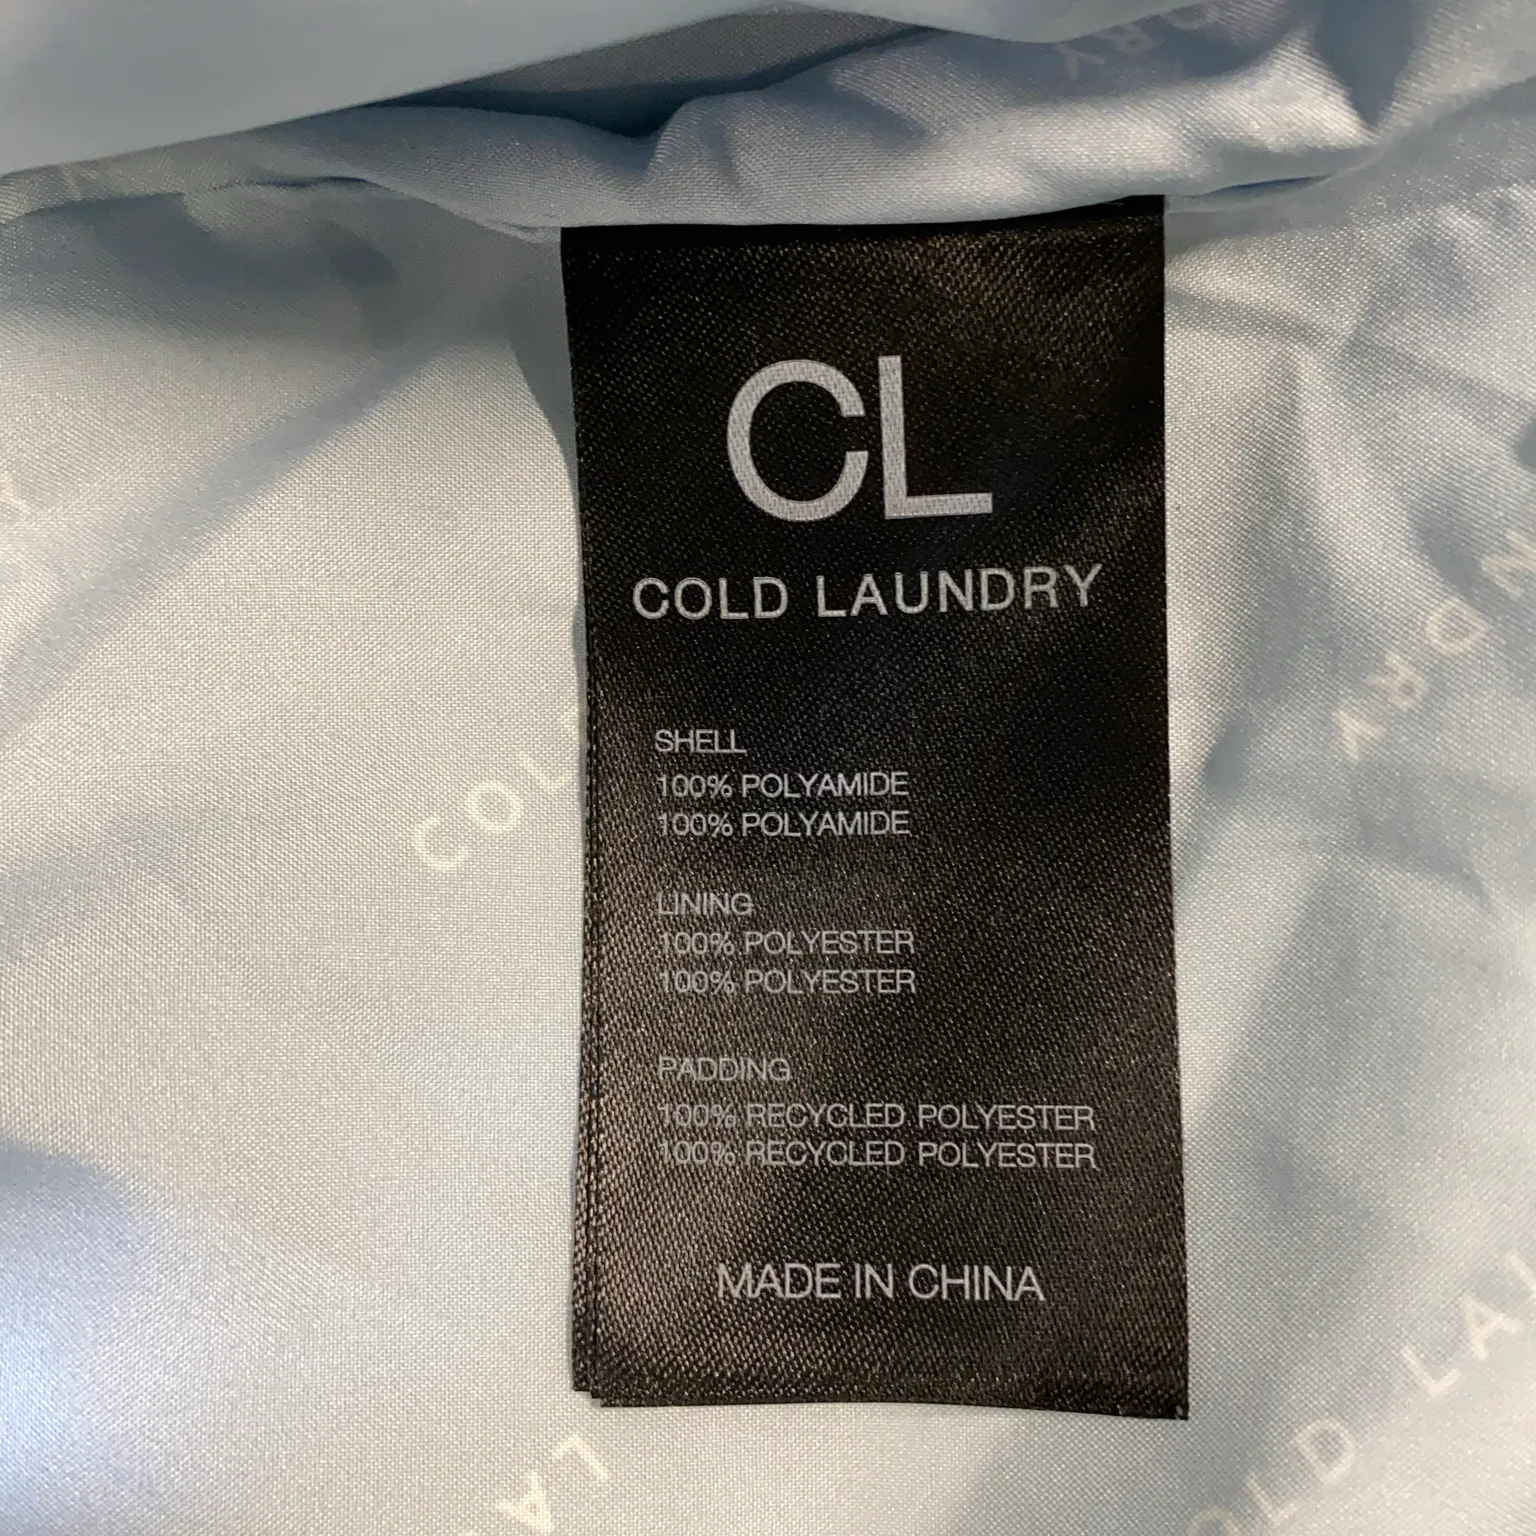 CL
COLD LAUNDRY
SHELL
100% POLYAMIDE
100% POLYAMIDE
LINING
100% POLYESTER
100% POLYESTER
PADDING
100% RECYCLED POLYESTER
100% RECYCLED POLYESTER
MADE IN CHINA